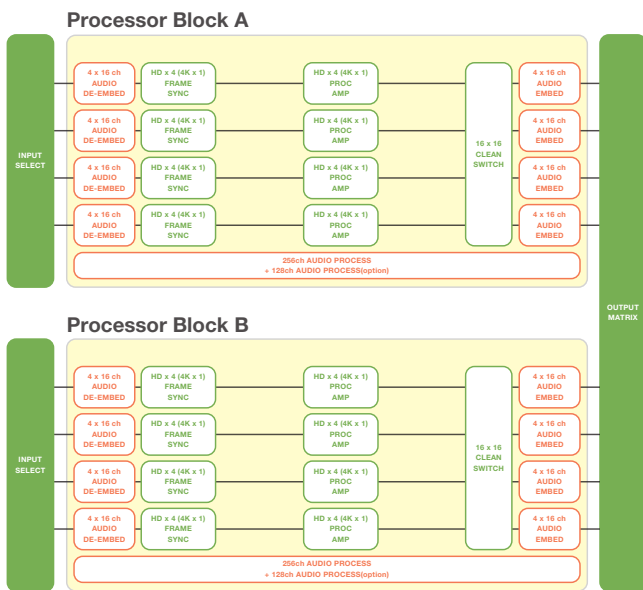 Processor Block A
INPUT
SELECT
4 x 16 ch
AUDIO
DE-EMBED
HD x 4 (4K x 1)
FRAME
SYNC
HD x 4 (4K x 1)
PROC
AMP
4 x 16 ch
AUDIO
EMBED
4 x 16 ch
AUDIO
DE-EMBED
HD x 4 (4K x 1)
FRAME
SYNC
HD x 4 (4K x 1)
PROC
AMP
4 x 16 ch
AUDIO
EMBED
16 x 16
CLEAN
SWITCH
4 x 16 ch
AUDIO
DE-EMBED
HD x 4 (4K x 1)
FRAME
SYNC
HD x 4 (4K x 1)
PROC
AMP
4 x 16 ch
AUDIO
EMBED
4 x 16 ch
AUDIO
DE-EMBED
HD x 4 (4K x 1)
FRAME
SYNC
HD x 4 (4K x 1)
PROC
AMP
4 x 16 ch
AUDIO
EMBED
256ch AUDIO PROCESS
+ 128ch AUDIO PROCESS(option)
OUTPUT
MATRIX
Processor Block B
INPUT
SELECT
4 x 16 ch
AUDIO
DE-EMBED
HD x 4 (4K x 1)
FRAME
SYNC
HD x 4 (4K x 1)
PROC
AMP
4 x 16 ch
AUDIO
EMBED
4 x 16 ch
AUDIO
DE-EMBED
HD x 4 (4K x 1)
FRAME
SYNC
HD x 4 (4K x 1)
PROC
AMP
4 x 16 ch
AUDIO
EMBED
16 x 16
CLEAN
SWITCH
4 x 16 ch
AUDIO
DE-EMBED
HD x 4 (4K x 1)
FRAME
SYNC
HD x 4 (4K x 1)
PROC
AMP
4 x 16 ch
AUDIO
EMBED
4 x 16 ch
AUDIO
DE-EMBED
HD x 4 (4K x 1)
FRAME
SYNC
HD x 4 (4K x 1)
PROC
AMP
4 x 16 ch
AUDIO
EMBED
256ch AUDIO PROCESS
+ 128ch AUDIO PROCESS(option)